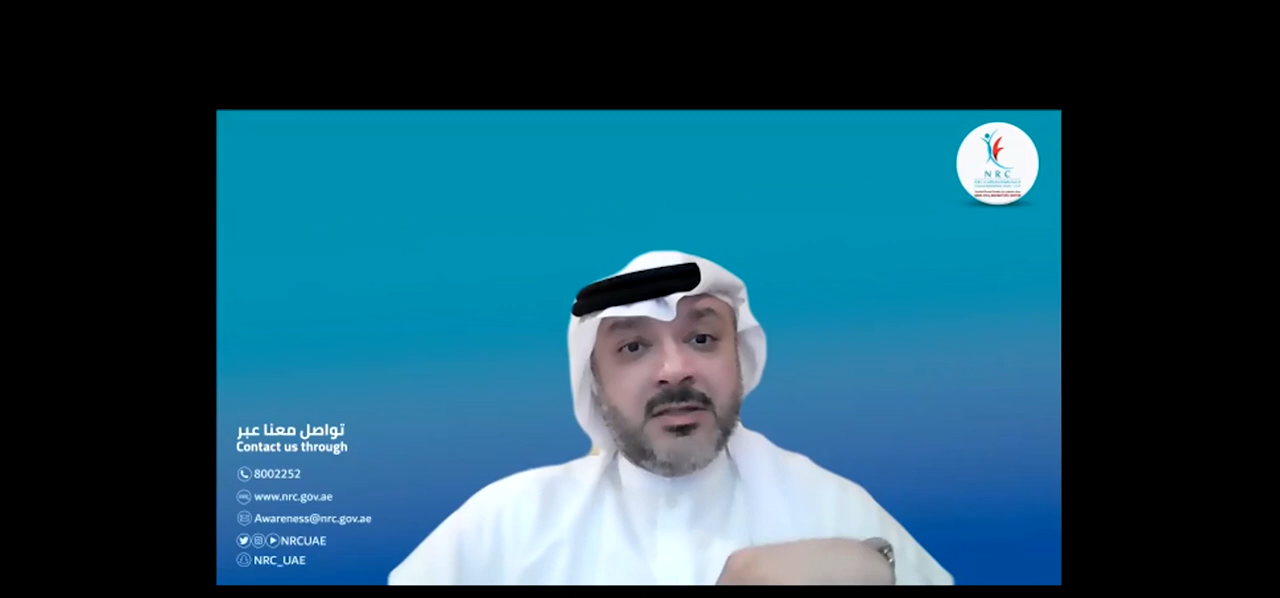 NRC
تواصل معنا عبر
Contact us through
8002252
www.nrc.gov.ae
Awareness@nrc.gov.ae
NRCUAE
NRC_UAE